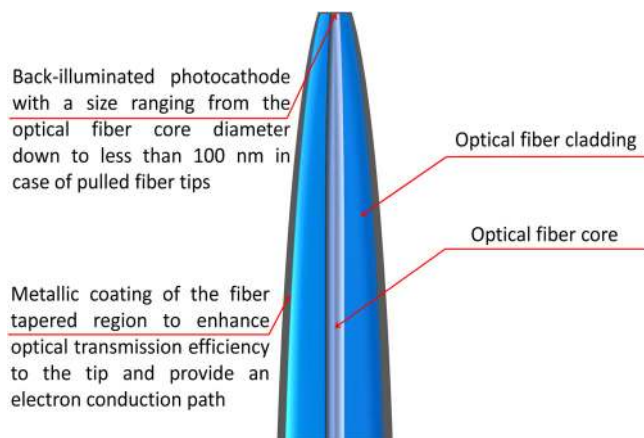 Back-illuminated photocathode
with a size ranging from the
optical fiber core diameter
down to less than 100 nm in
case of pulled fiber tips
Optical fiber cladding
Optical fiber core
Metallic coating of the fiber
tapered region to enhance
optical transmission efficiency
to the tip and provide an
electron conduction path